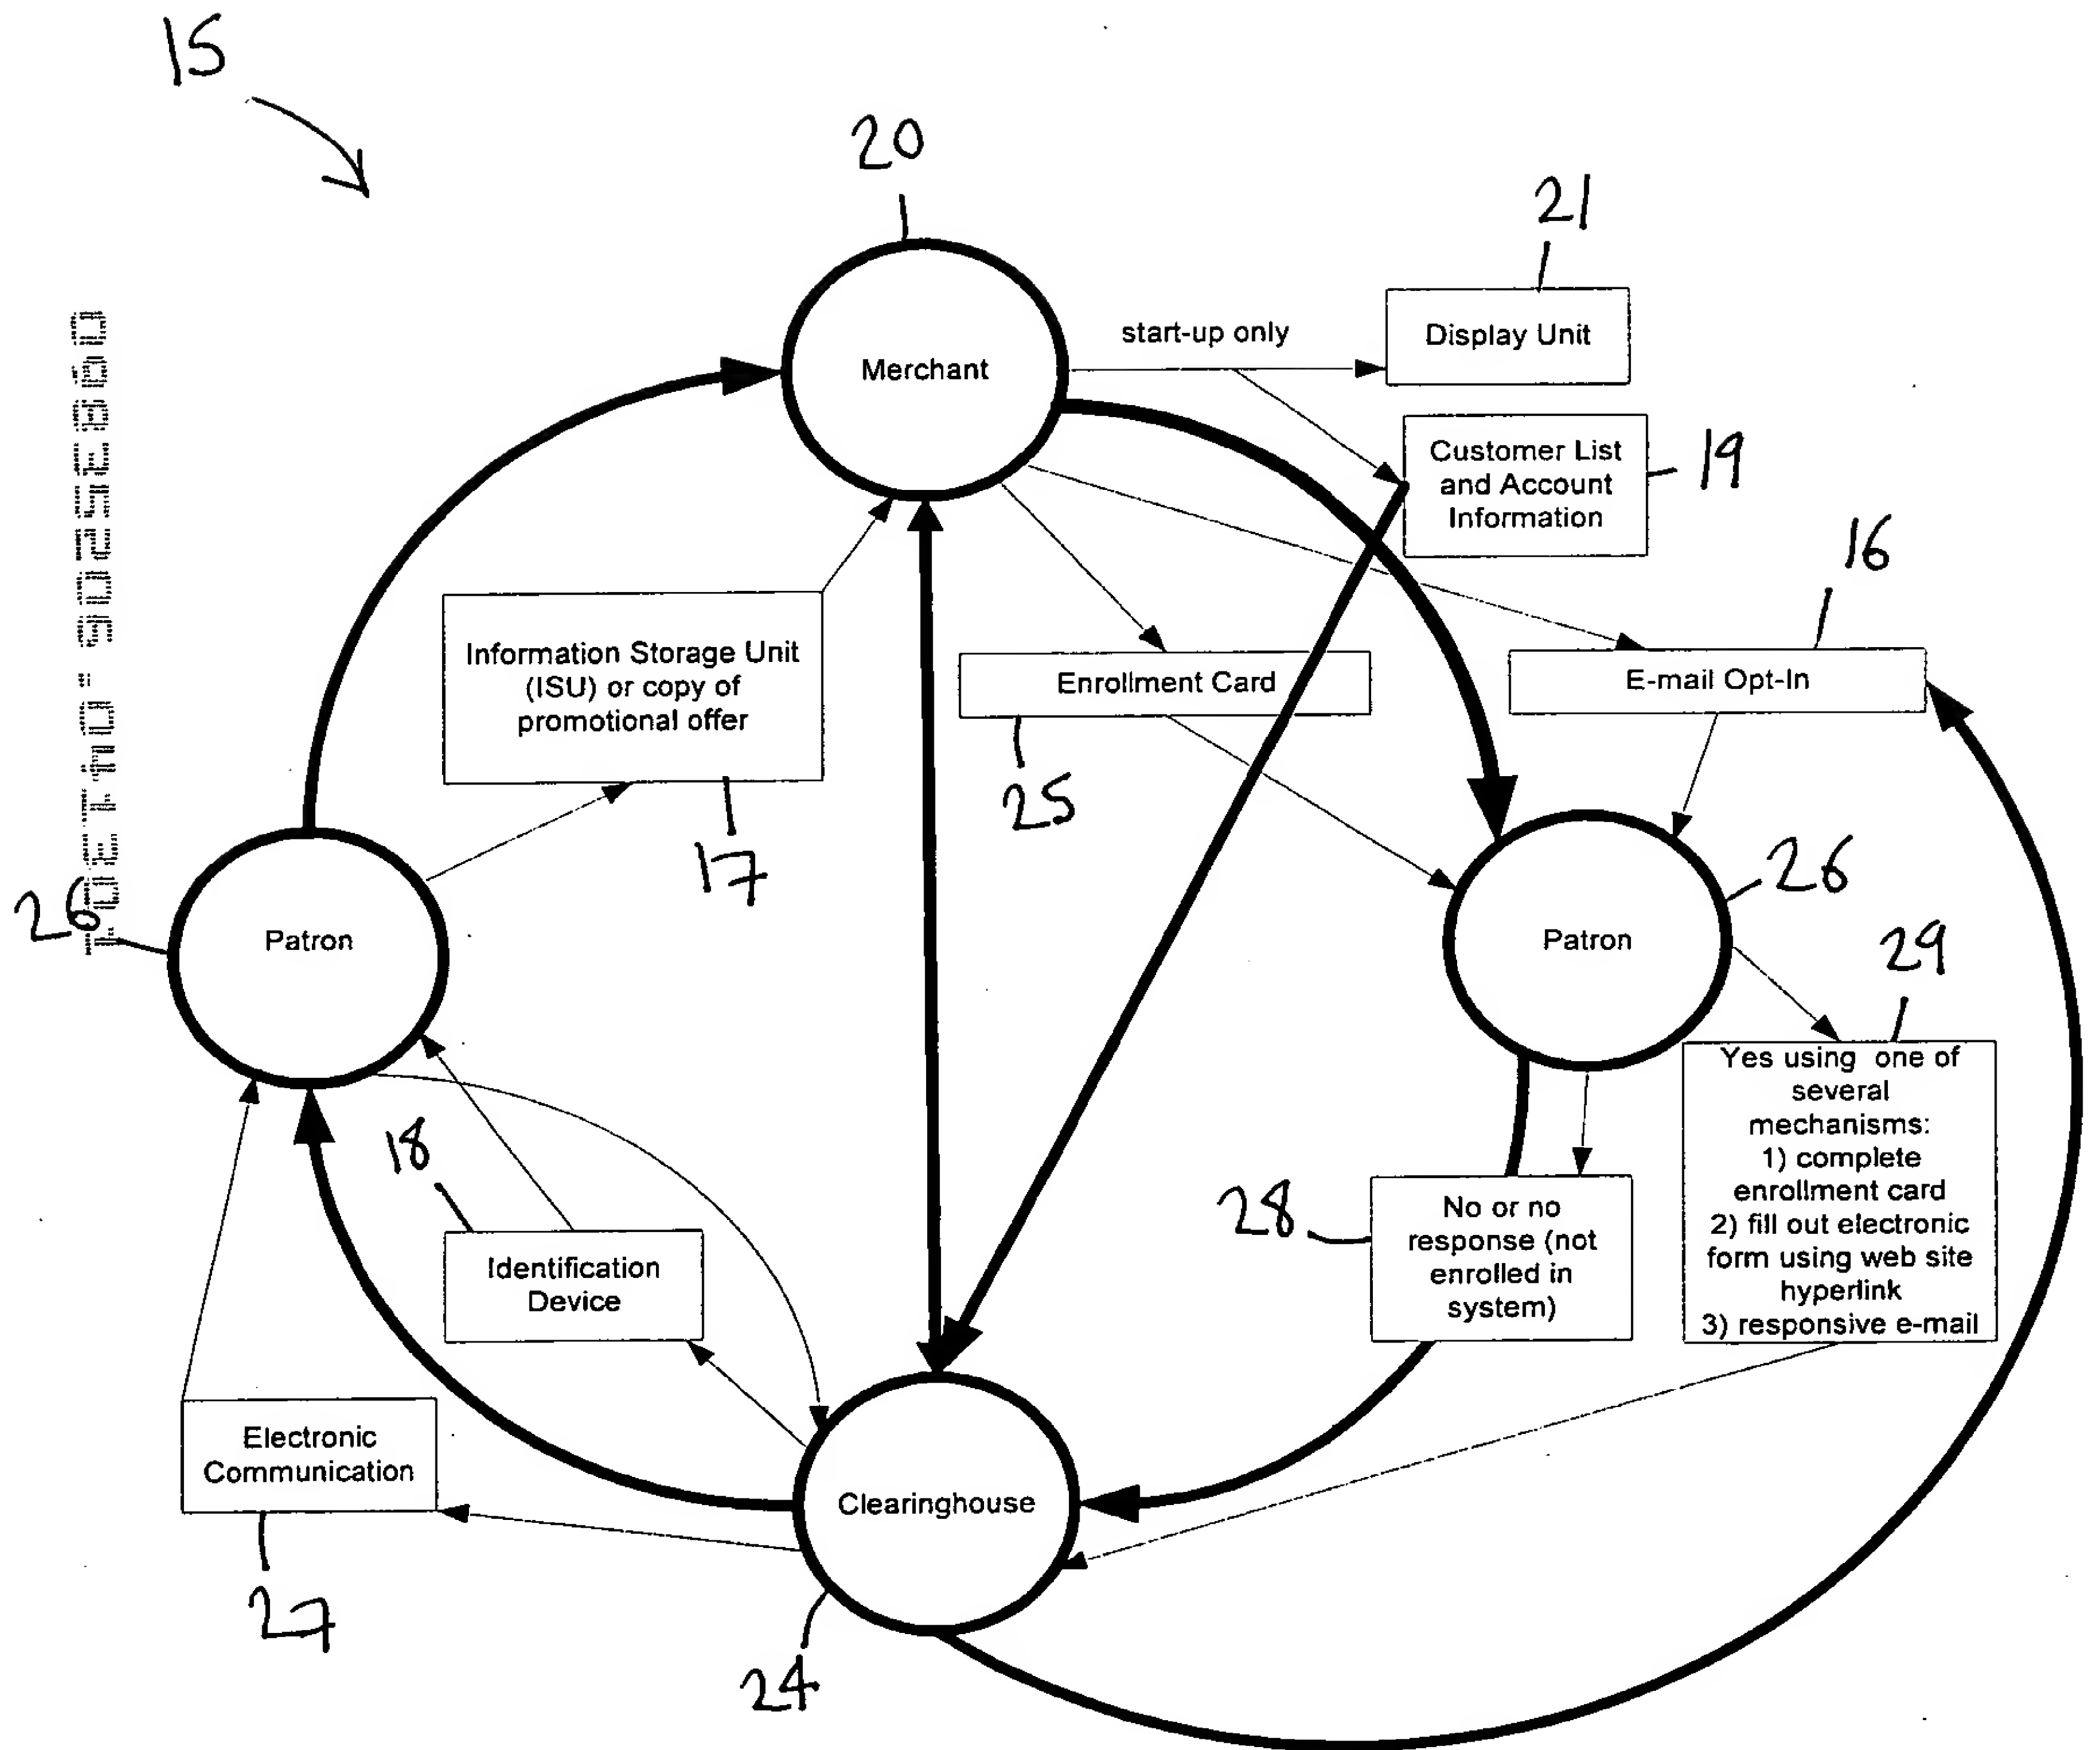 15
20
21
start-up only
Display Unit
Merchant
Customer List
and Account
Information
19
16
Information Storage Unit
(ISU) or copy of
promotional offer
Enrollment Card
E-mail Opt-In
25
17
26
Patron
Patron
26
29
18
Yes using one of
several
mechanisms:
1) complete
enrollment card
2) fill out electronic
form using web site
hyperlink
3) responsive e-mail
28
No or no
response (not
enrolled in
system)
Identification
Device
Electronic
Communication
Clearinghouse
27
24